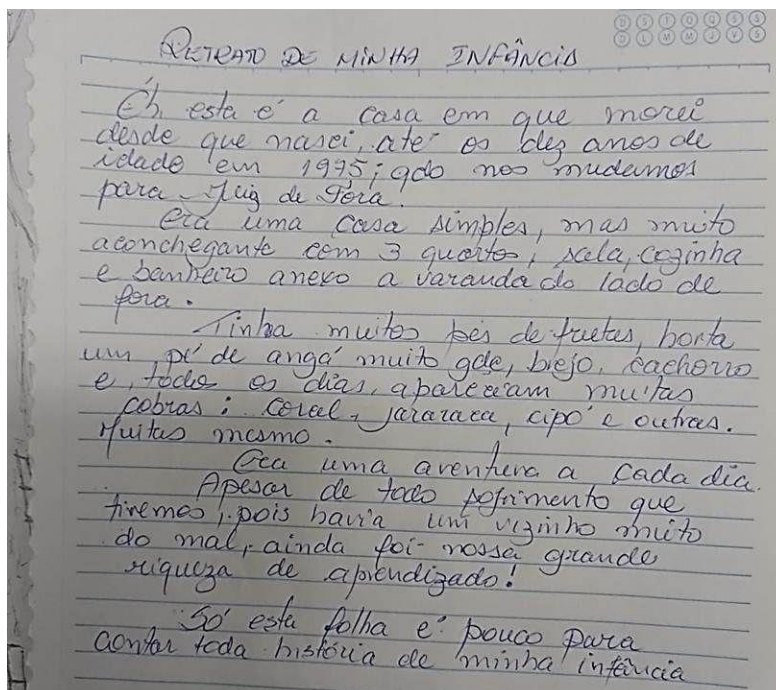 D S T Q Q S S
D L M M J V S
RETRATO DE MINHA INFÂNCIA
Eh, esta é a casa em que morei
desde que nasci, até os dez anos de
idade em 1975; qdo nos mudamos
para Juiz de Fora.
Era uma casa simples, mas muito
aconchegante com 3 quartos, sala, cozinha
e banheiro anexo a varanda do lado de
fora.
Tinha muitos pés de frutas, horta
um pé de angá muito gde, brejo, cachorro
e, todos os dias, apareciam muitas
cobras: coral, jararaca, cipó e outras.
Muitas mesmo.
Era uma aventura a cada dia.
Apesar de todo sofrimento que
tivemos, pois havia um vizinho muito
do mal, ainda foi nossa grande
riqueza de aprendizado!
Só esta folha é pouco para
contar toda história de minha infância